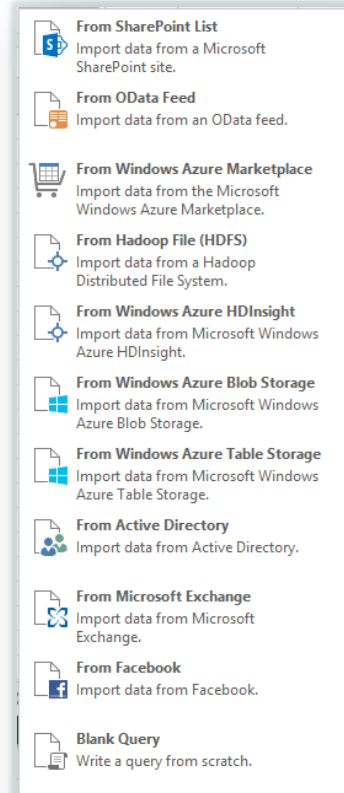 From SharePoint List
Import data from a Microsoft
SharePoint site.
From OData Feed
Import data from an OData feed.
From Windows Azure Marketplace
Import data from the Microsoft
Windows Azure Marketplace.
From Hadoop File (HDFS)
Import data from a Hadoop
Distributed File System.
From Windows Azure HDInsight
Import data from Microsoft Windows
Azure HDInsight.
From Windows Azure Blob Storage
Import data from Microsoft Windows
Azure Blob Storage.
From Windows Azure Table Storage
Import data from Microsoft Windows
Azure Table Storage.
From Active Directory
Import data from Active Directory.
From Microsoft Exchange
Import data from Microsoft
Exchange.
From Facebook
Import data from Facebook.
Blank Query
Write a query from scratch.